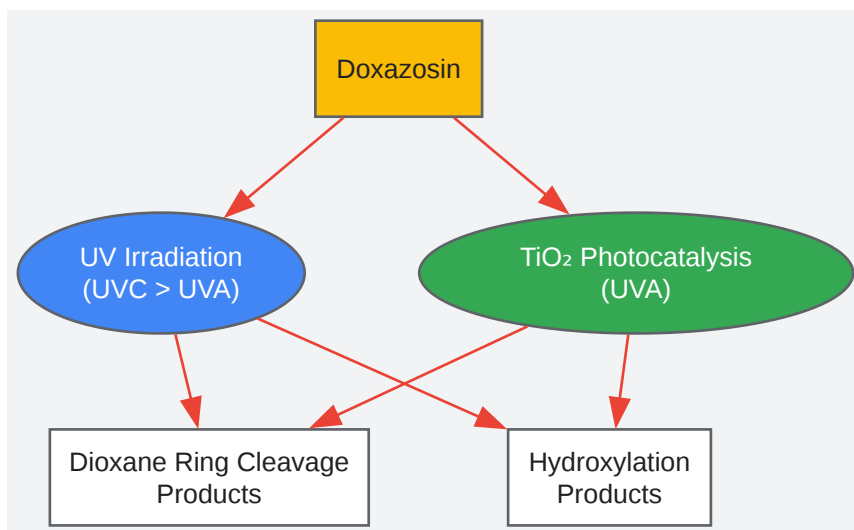 Doxazosin
UV Irradiation
(UVC > UVA)
TiO₂ Photocatalysis
(UVA)
Dioxane Ring Cleavage
Products
Hydroxylation
Products